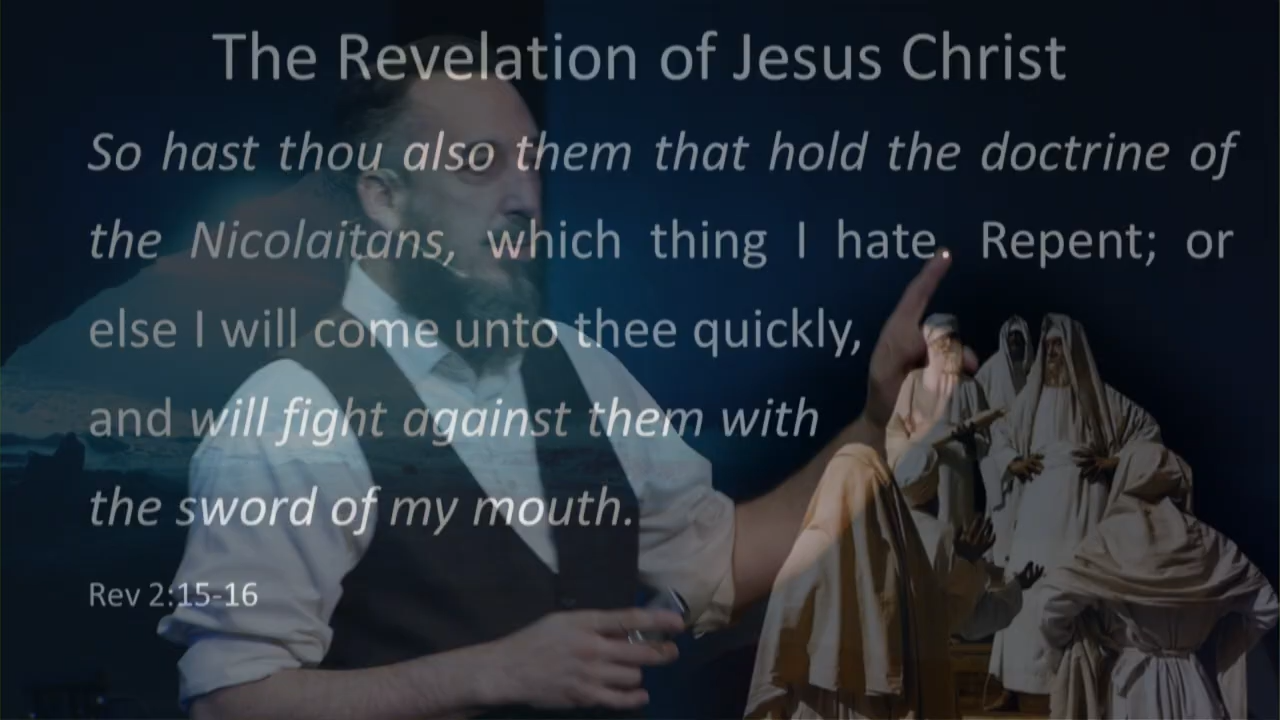 The Revelation of Jesus Christ
So hast thou also them that hold the doctrine of
the Nicolaitans, which thing I hate. Repent; or
else I will come unto thee quickly,
and will fight against them with
the sword of my mouth.
Rev 2:15-16